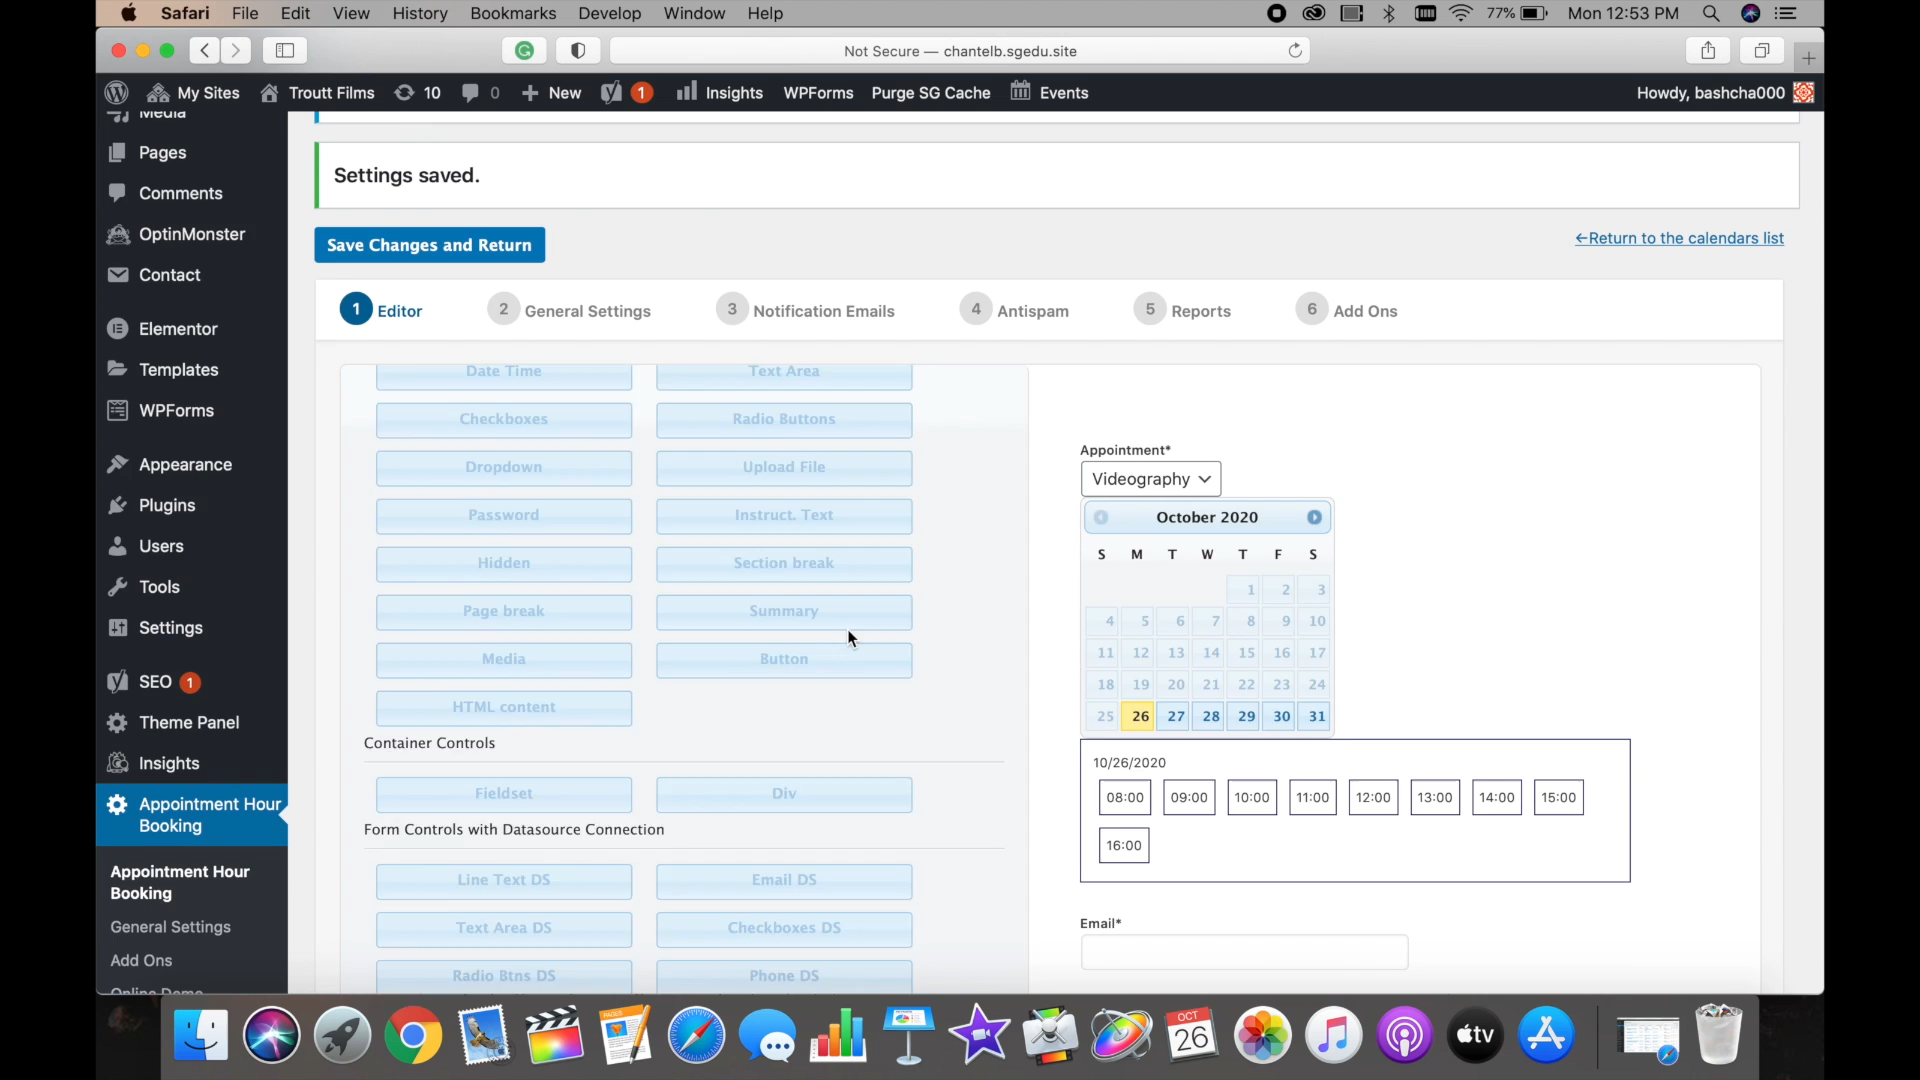 Safari File Edit View History Bookmarks Develop Window Help 77% Mon 12:53 PM
Not Secure — chantelb.sgedu.site
My Sites Troutt Films 10 0 New 1 Insights WPForms Purge SG Cache Events Howdy, bashcha000
Media
Pages
Comments
OptinMonster
Contact
Elementor
Templates
WPForms
Appearance
Plugins
Users
Tools
Settings
SEO 1
Theme Panel
Insights
Appointment Hour
Booking
Appointment Hour
Booking
General Settings
Add Ons
Online Demo
Settings saved.
Save Changes and Return
←Return to the calendars list
1 Editor 2 General Settings 3 Notification Emails 4 Antispam 5 Reports 6 Add Ons
Date Time Text Area
Checkboxes Radio Buttons
Dropdown Upload File
Password Instruct. Text
Hidden Section break
Page break Summary
Media Button
HTML content
Container Controls
Fieldset Div
Form Controls with Datasource Connection
Line Text DS Email DS
Text Area DS Checkboxes DS
Radio Btns DS Phone DS
Appointment*
Videography
October 2020
S M T W T F S
1 2 3
4 5 6 7 8 9 10
11 12 13 14 15 16 17
18 19 20 21 22 23 24
25 26 27 28 29 30 31
10/26/2020
08:00 09:00 10:00 11:00 12:00 13:00 14:00 15:00
16:00
Email*
PAGES
OCT
26
tv